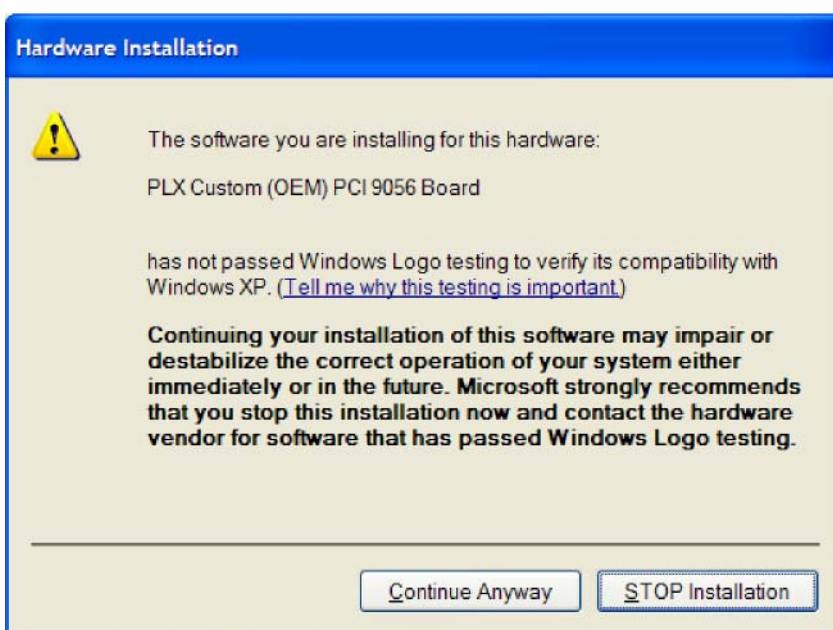 Hardware Installation
The software you are installing for this hardware:
PLX Custom (OEM) PCI 9056 Board
has not passed Windows Logo testing to verify its compatibility with
Windows XP. (Tell me why this testing is important.)
Continuing your installation of this software may impair or
destabilize the correct operation of your system either
immediately or in the future. Microsoft strongly recommends
that you stop this installation now and contact the hardware
vendor for software that has passed Windows Logo testing.
Continue Anyway
STOP Installation